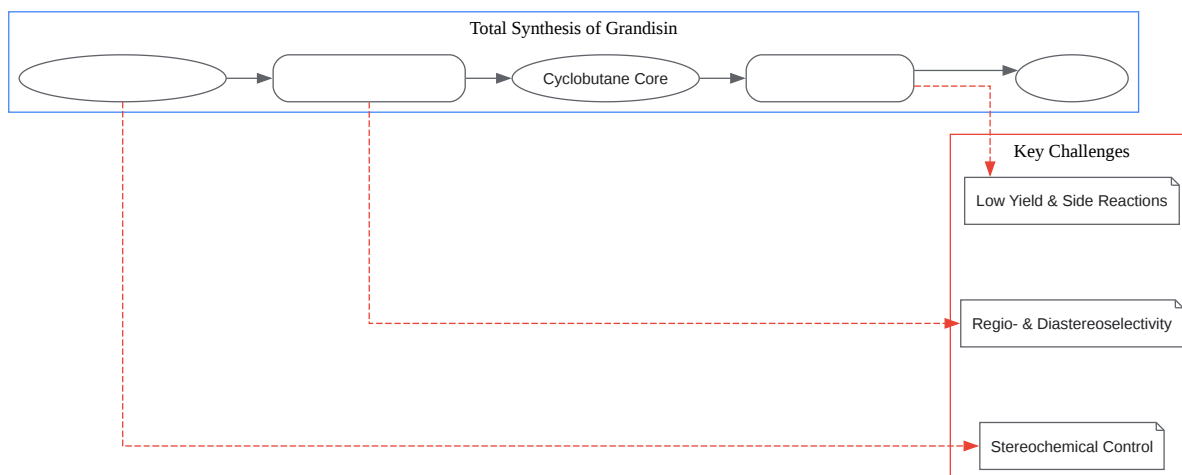 Total Synthesis of Grandisin
Cyclobutane Core
Key Challenges
Low Yield & Side Reactions
Regio- & Diastereoselectivity
Stereochemical Control